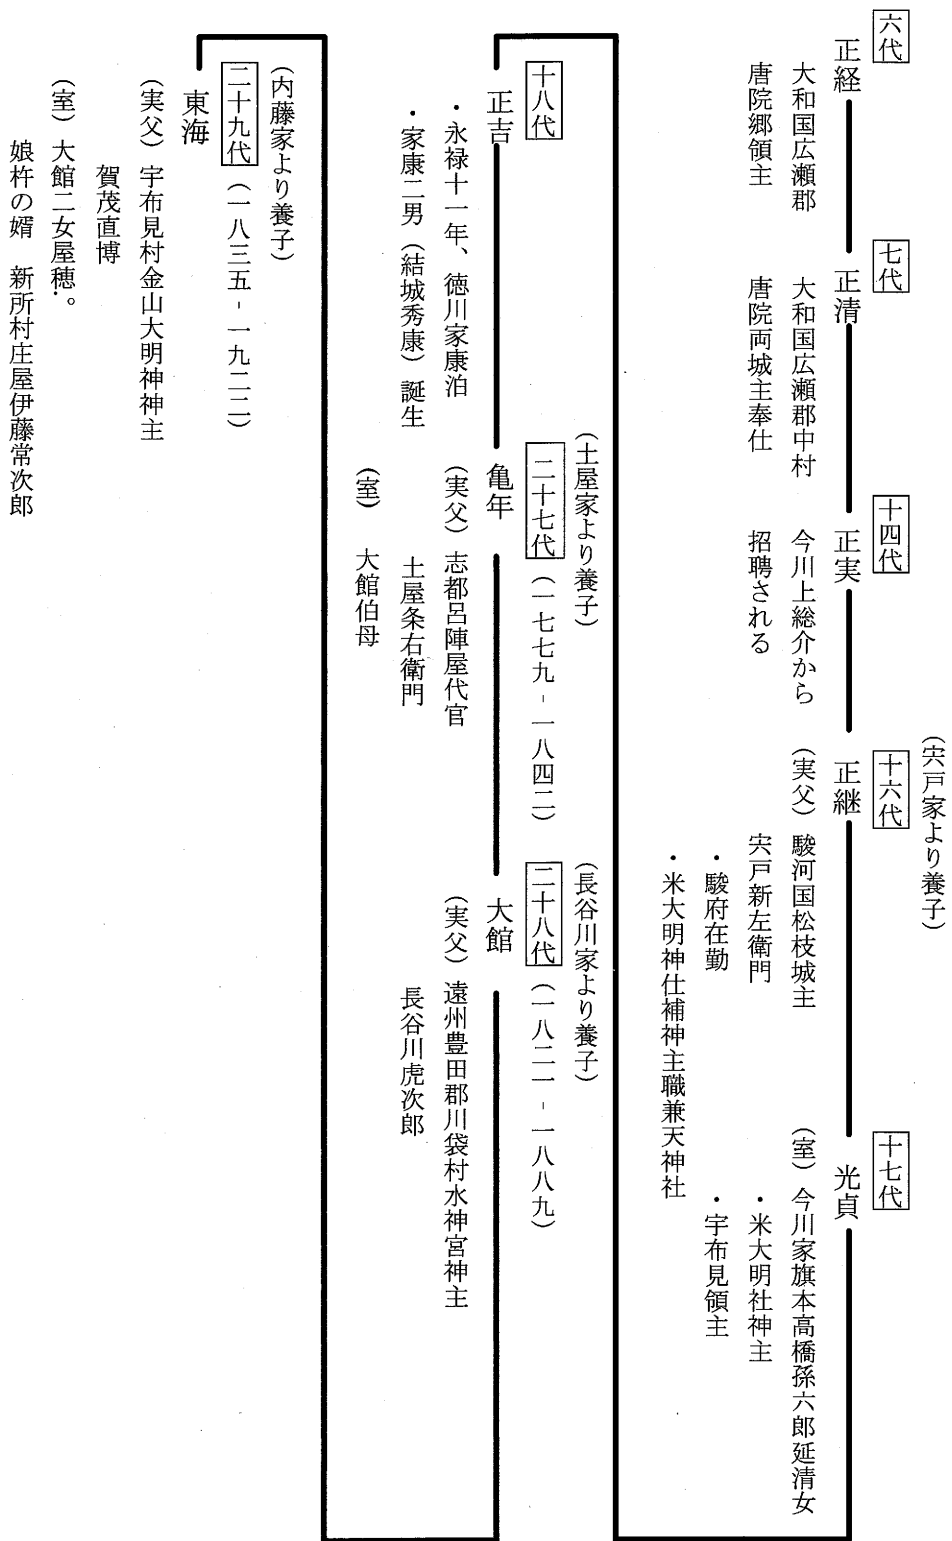 六代
正経
大和国広瀬郡
唐院郷領主
七代
正清
大和国広瀬郡中村
唐院両城主奉仕
十四代
正実
今川上総介から
招聘される
(宍戸家より養子)
十六代
正継
(実父) 駿河国松枝城主
宍戸新左衛門
・駿府在勤
・米大明神仕補神主職兼天神社
十七代
光貞
(室) 今川家旗本高橋孫六郎延清女
・米大明社神主
・宇布見領主
十八代
正吉
・永禄十一年、徳川家康泊
・家康二男(結城秀康)誕生
(土屋家より養子)
二十七代(一七七九-一八四二)
亀年
(実父) 志都呂陣屋代官
土屋条右衛門
(室) 大館伯母
(長谷川家より養子)
二十八代(一八二一-一八八九)
大館
(実父) 遠州豊田郡川袋村水神宮神主
長谷川虎次郎
(内藤家より養子)
二十九代(一八三五-一九二二)
東海
(実父) 宇布見村金山大明神神主
賀茂直博
(室) 大館二女屋穂。
娘杵の婿 新所村庄屋伊藤常次郎